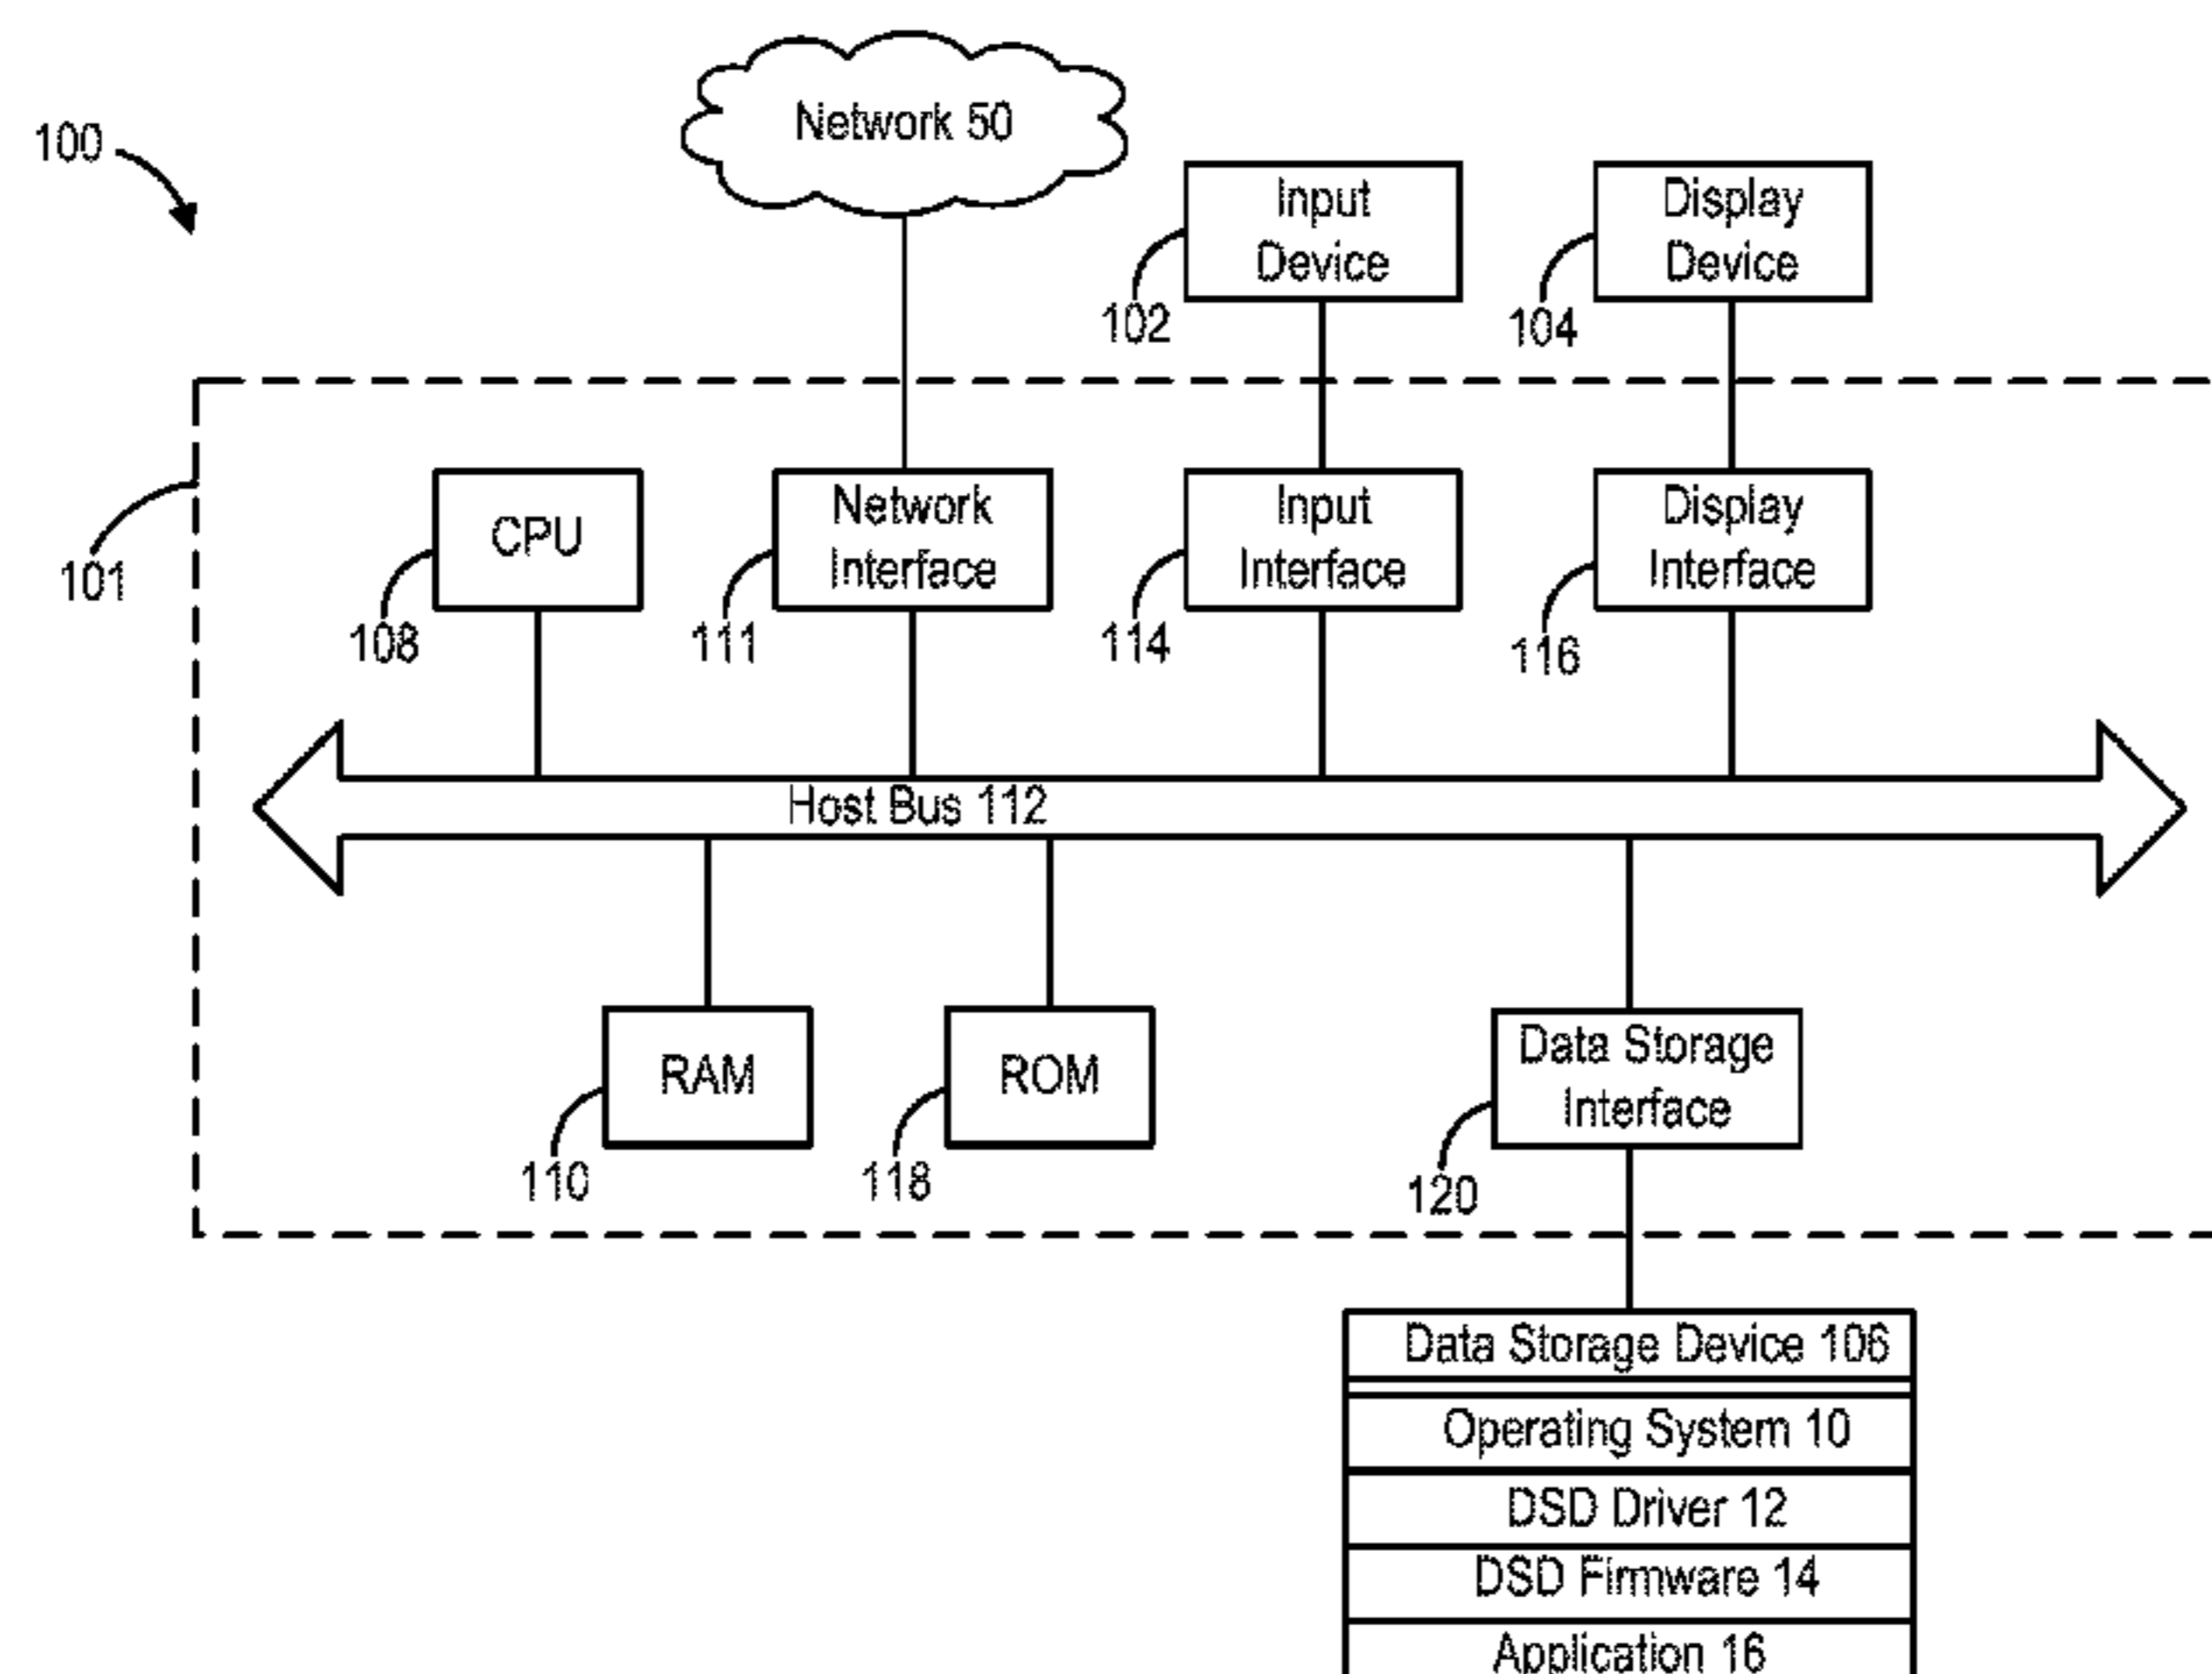 Network 50
100
Input
Device
102
Display
Device
104
101
CPU
108
Network
Interface
111
Input
Interface
114
Display
Interface
116
Host Bus 112
RAM
110
ROM
118
Data Storage
Interface
120
Data Storage Device 106
Operating System 10
DSD Driver 12
DSD Firmware 14
Application 16